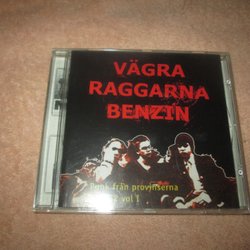 VÄGRA
RAGGARNA
BENZIN
Punk från provinserna
vol 1